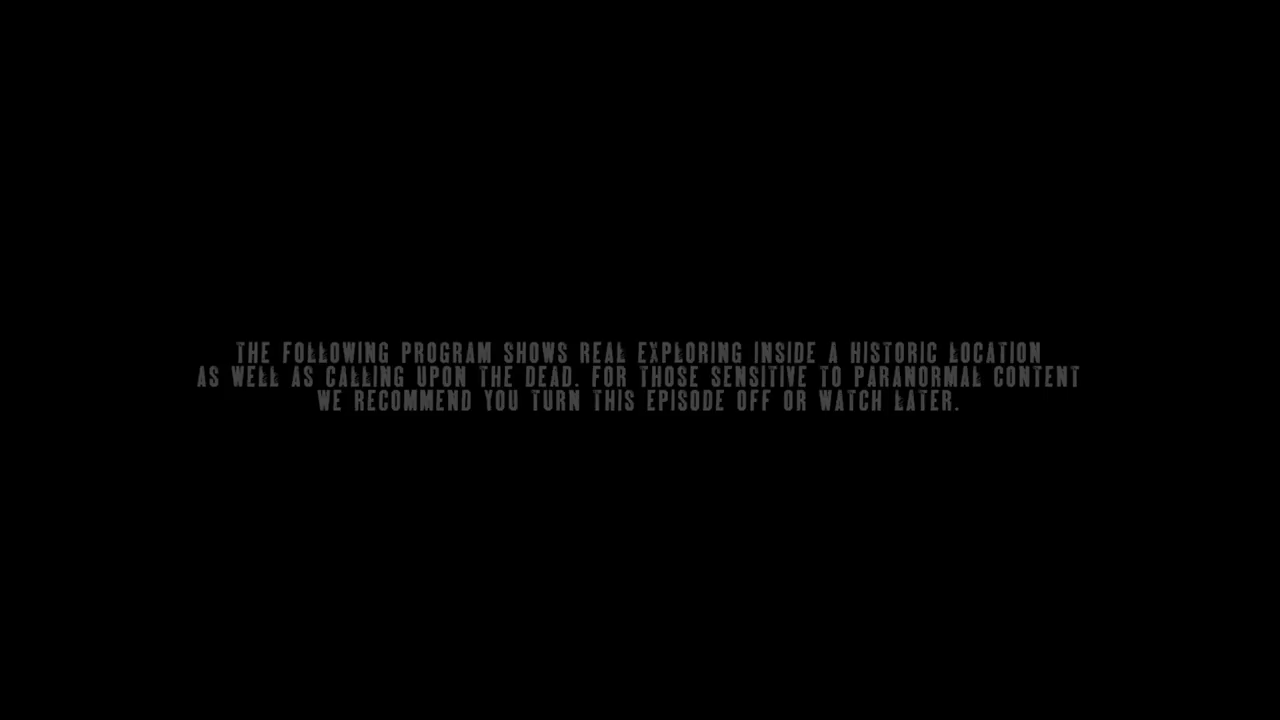 THE FOLLOWING PROGRAM SHOWS REAL EXPLORING INSIDE A HISTORIC LOCATION
AS WELL AS CALLING UPON THE DEAD. FOR THOSE SENSITIVE TO PARANORMAL CONTENT
WE RECOMMEND YOU TURN THIS EPISODE OFF OR WATCH LATER.